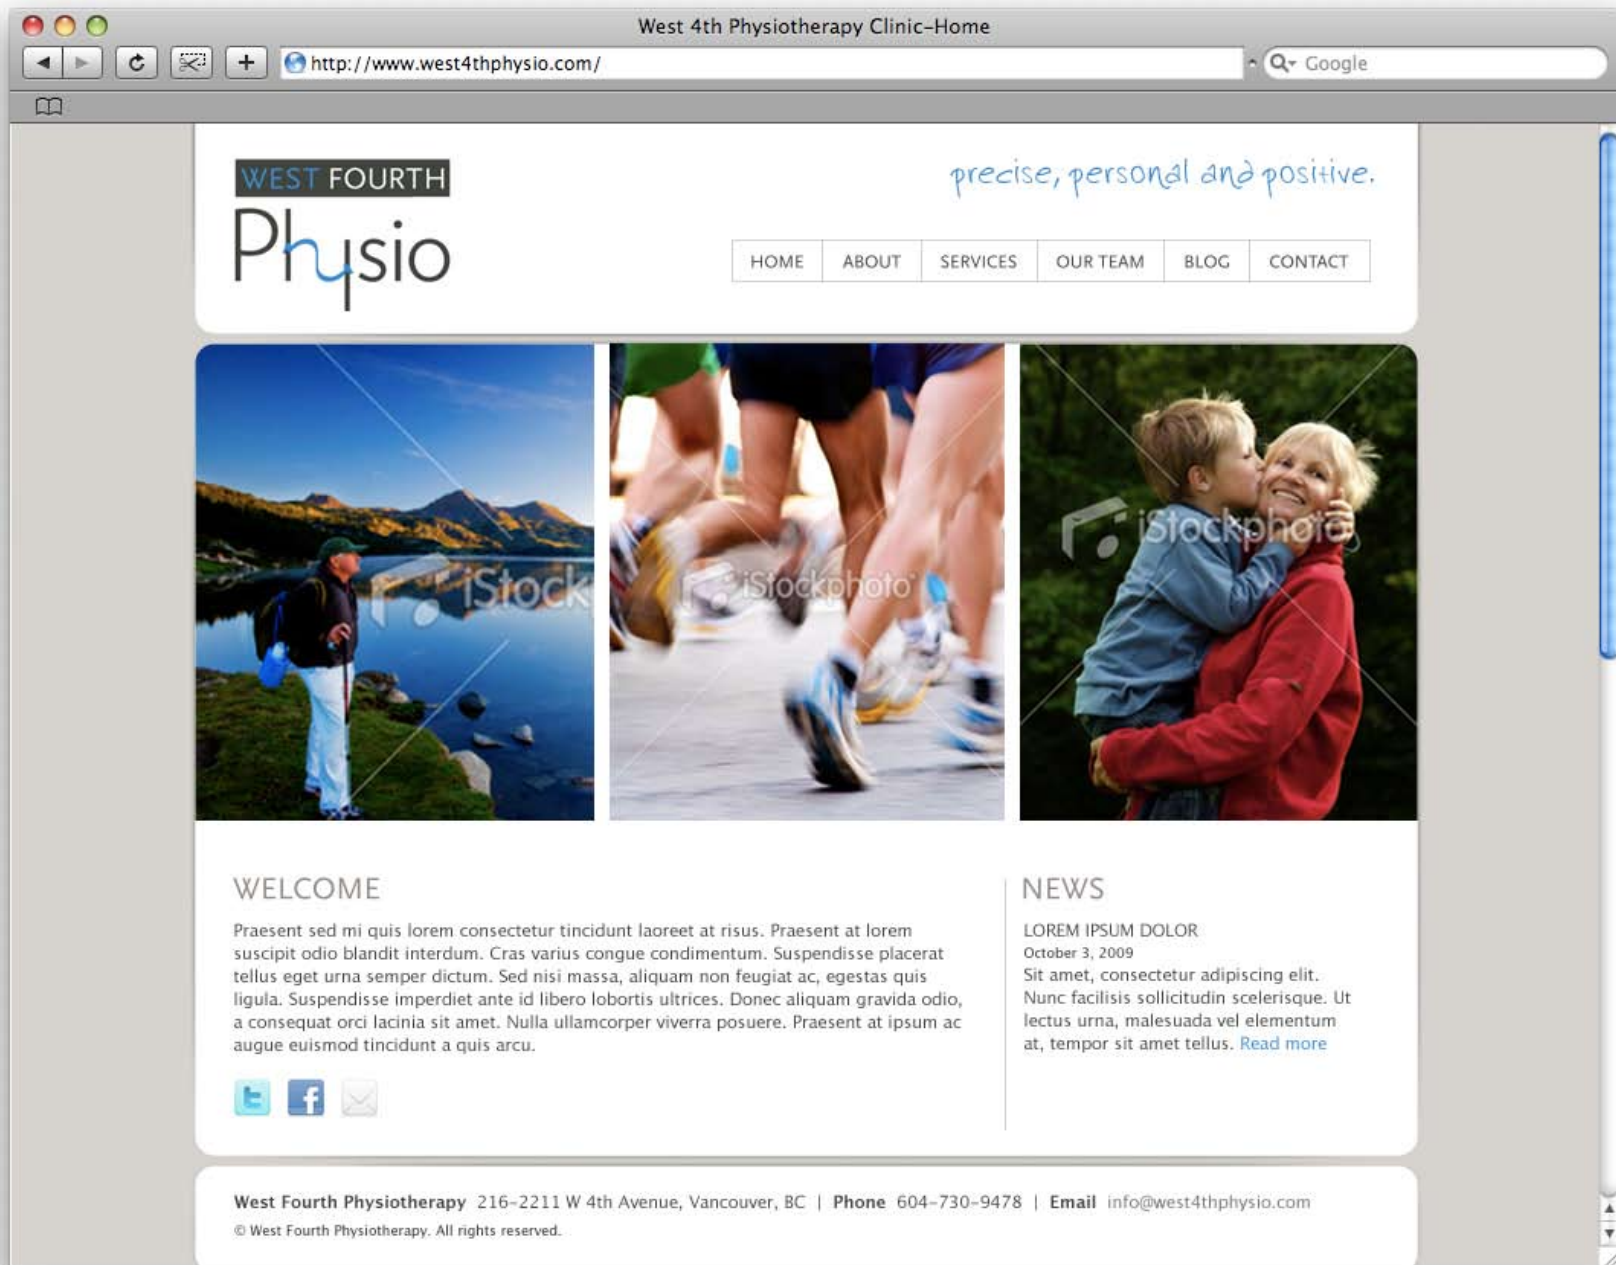 West 4th Physiotherapy Clinic–Home
http://www.west4thphysio.com/
Google
WEST FOURTH
Physio
precise, personal and positive.
HOME ABOUT SERVICES OUR TEAM BLOG CONTACT
iStock
iStockphoto
iStockphoto
WELCOME
Praesent sed mi quis lorem consectetur tincidunt laoreet at risus. Praesent at lorem
suscipit odio blandit interdum. Cras varius congue condimentum. Suspendisse placerat
tellus eget urna semper dictum. Sed nisi massa, aliquam non feugiat ac, egestas quis
ligula. Suspendisse imperdiet ante id libero lobortis ultrices. Donec aliquam gravida odio,
a consequat orci lacinia sit amet. Nulla ullamcorper viverra posuere. Praesent at ipsum ac
augue euismod tincidunt a quis arcu.
NEWS
LOREM IPSUM DOLOR
October 3, 2009
Sit amet, consectetur adipiscing elit.
Nunc facilisis sollicitudin scelerisque. Ut
lectus urna, malesuada vel elementum
at, tempor sit amet tellus. Read more
West Fourth Physiotherapy 216–2211 W 4th Avenue, Vancouver, BC | Phone 604–730–9478 | Email info@west4thphysio.com
© West Fourth Physiotherapy. All rights reserved.